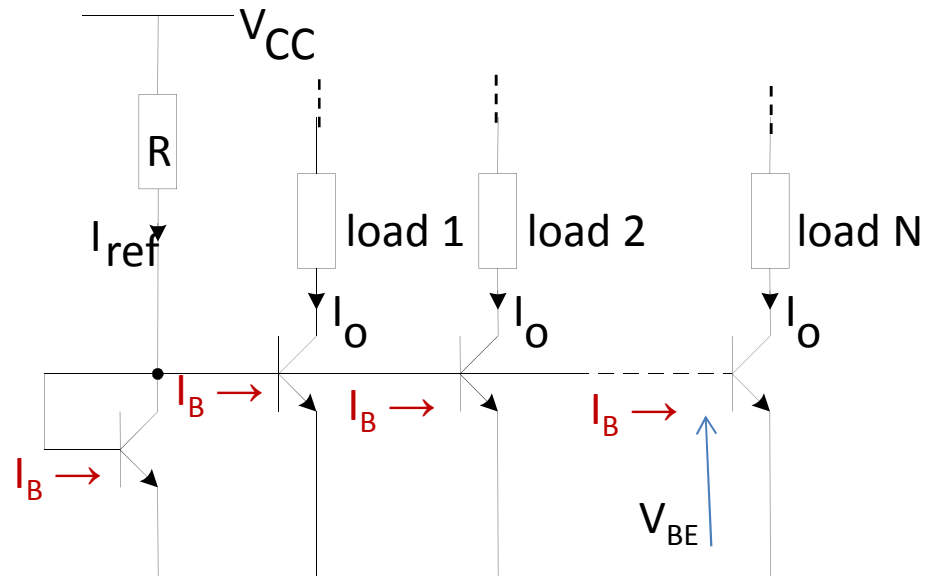 VCC
R
Iref
load 1
load 2
load N
Io
Io
Io
IB →
IB →
IB →
IB →
VBE